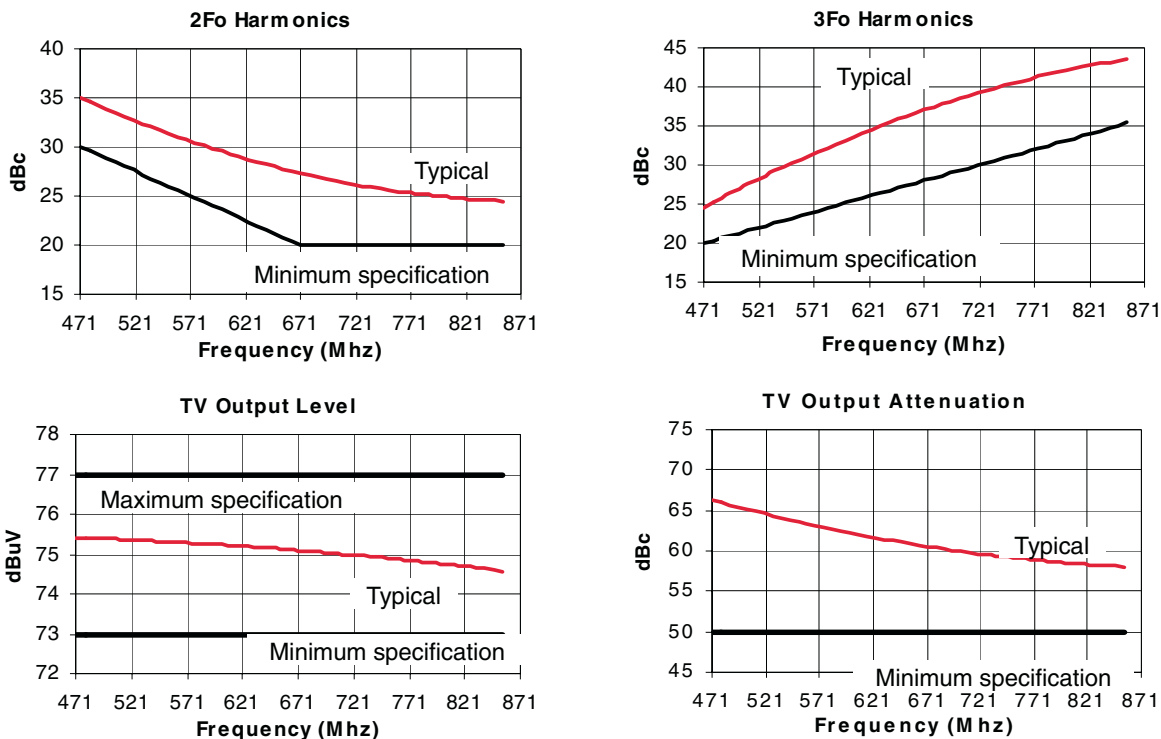 2Fo Harmonics
40
35
30
25
20
15
dBc
Typical
Minimum specification
471 521 571 621 671 721 771 821 871
Frequency (Mhz)
3Fo Harmonics
45
40
35
30
25
20
15
dBc
Typical
Minimum specification
471 521 571 621 671 721 771 821 871
Frequency (Mhz)
TV Output Level
78
77
76
75
74
73
72
dBuV
Maximum specification
Typical
Minimum specification
471 521 571 621 671 721 771 821 871
Frequency (Mhz)
TV Output Attenuation
75
70
65
60
55
50
45
dBc
Typical
Minimum specification
471 521 571 621 671 721 771 821 871
Frequency (Mhz)